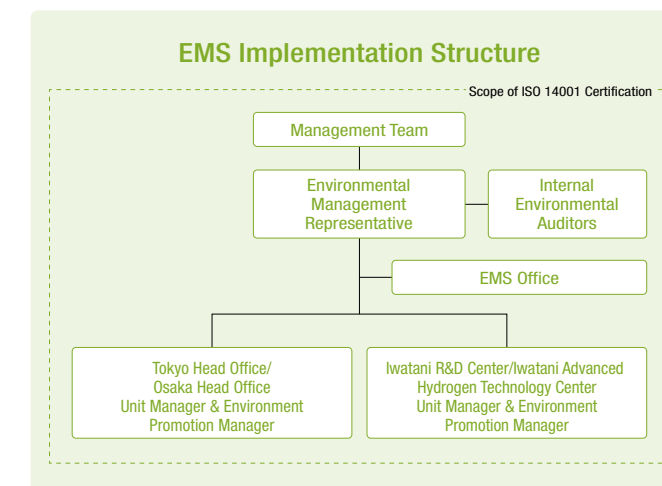 EMS Implementation Structure
Scope of ISO 14001 Certification
Management Team
Environmental
Management
Representative
Internal
Environmental
Auditors
EMS Office
Tokyo Head Office/
Osaka Head Office
Unit Manager & Environment
Promotion Manager
Iwatani R&D Center/Iwatani Advanced
Hydrogen Technology Center
Unit Manager & Environment
Promotion Manager